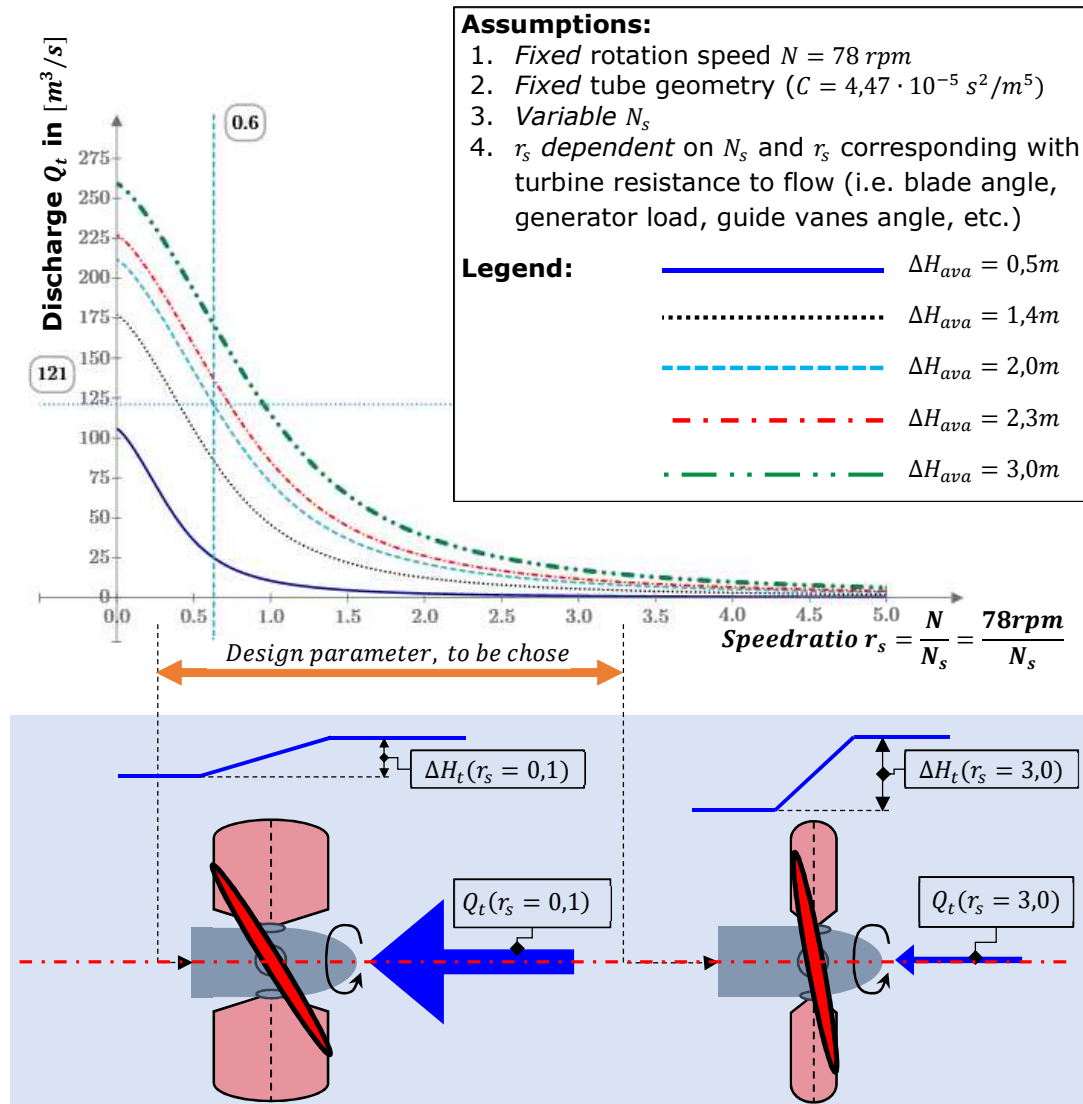 Assumptions:
1. Fixed rotation speed N = 78 rpm
2. Fixed tube geometry (C = 4,47 · 10⁻⁵ s²/m⁵)
3. Variable Nₛ
4. rₛ dependent on Nₛ and rₛ corresponding with
turbine resistance to flow (i.e. blade angle,
generator load, guide vanes angle, etc.)
Legend:
ΔH_ava = 0,5m
ΔH_ava = 1,4m
ΔH_ava = 2,0m
ΔH_ava = 2,3m
ΔH_ava = 3,0m
Discharge Q_t in [m³/s]
0.6
275
250
225
200
175
150
121
125
100
75
50
25
0
0.0 0.5 1.0 1.5 2.0 2.5 3.0 3.5 4.0 4.5 5.0
Speedratio rₛ = N/Nₛ = 78rpm/Nₛ
Design parameter, to be chose
ΔH_t(rₛ = 0,1)
ΔH_t(rₛ = 3,0)
Q_t(rₛ = 0,1)
Q_t(rₛ = 3,0)